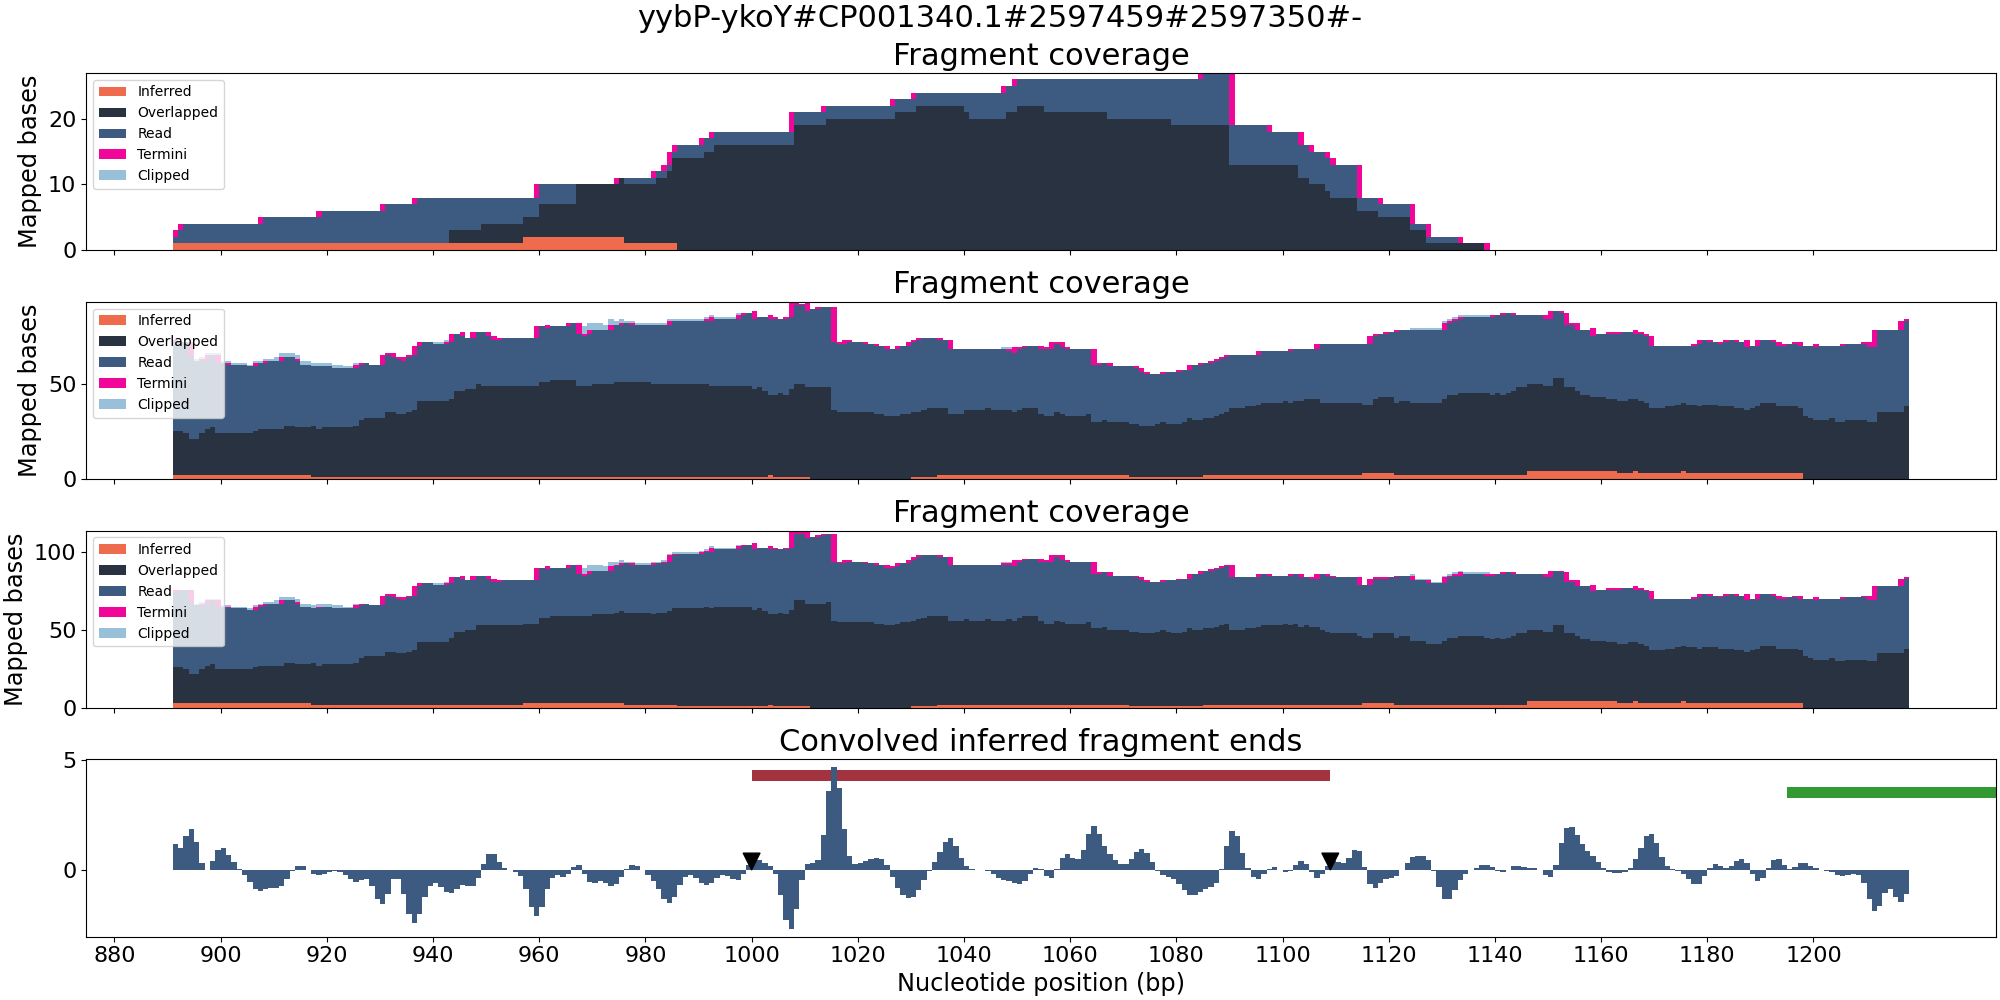 yybP-ykoY#CP001340.1#2597459#2597350#-
Fragment coverage
Mapped bases
20
10
0
Inferred
Overlapped
Read
Termini
Clipped
Fragment coverage
Mapped bases
50
0
Inferred
Overlapped
Read
Termini
Clipped
Fragment coverage
Mapped bases
100
50
0
Inferred
Overlapped
Read
Termini
Clipped
Convolved inferred fragment ends
5
0
880 900 920 940 960 980 1000 1020 1040 1060 1080 1100 1120 1140 1160 1180 1200
Nucleotide position (bp)